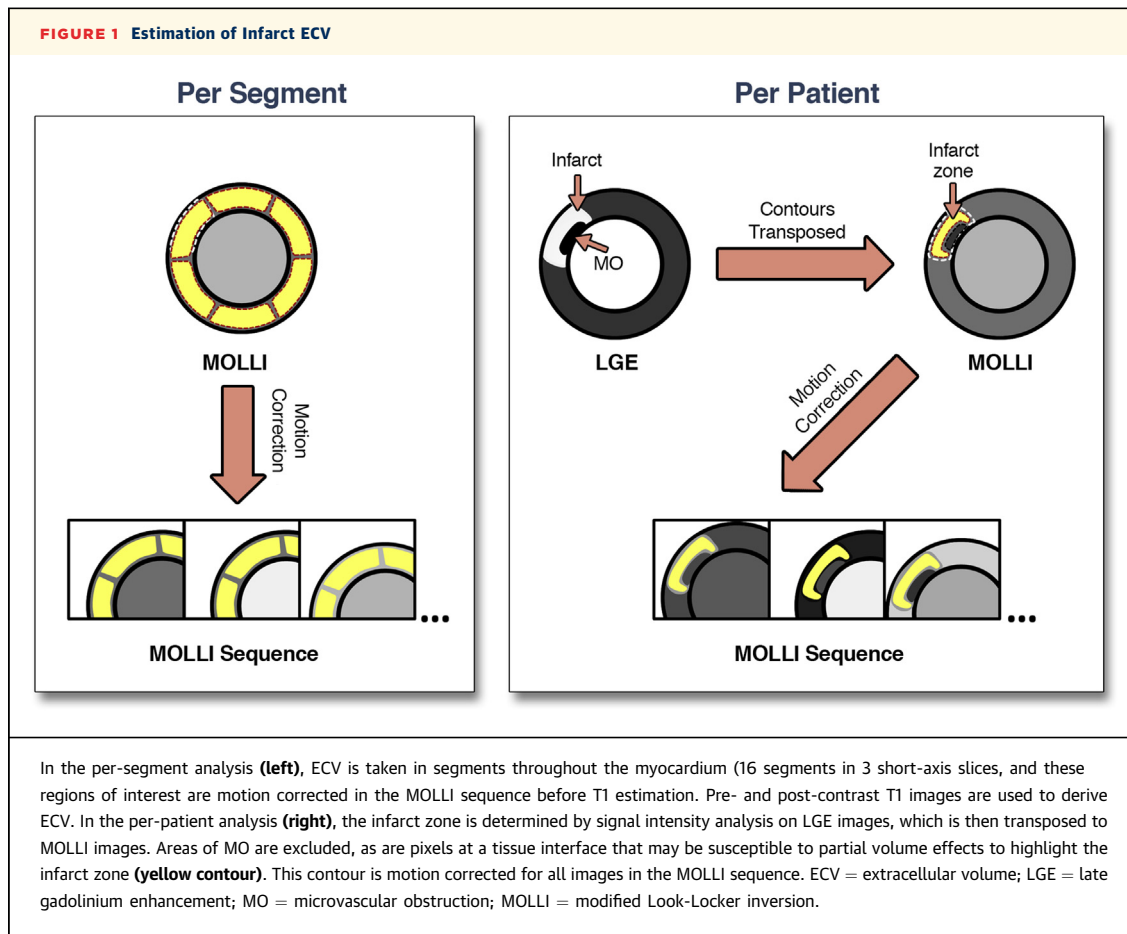 FIGURE 1 Estimation of Infarct ECV
Per Segment
MOLLI
Motion
Correction
...
MOLLI Sequence
Per Patient
Infarct
MO
LGE
Contours
Transposed
Infarct
zone
MOLLI
Motion
Correction
...
MOLLI Sequence
In the per-segment analysis (left), ECV is taken in segments throughout the myocardium (16 segments in 3 short-axis slices, and these
regions of interest are motion corrected in the MOLLI sequence before T1 estimation. Pre- and post-contrast T1 images are used to derive
ECV. In the per-patient analysis (right), the infarct zone is determined by signal intensity analysis on LGE images, which is then transposed to
MOLLI images. Areas of MO are excluded, as are pixels at a tissue interface that may be susceptible to partial volume effects to highlight the
infarct zone (yellow contour). This contour is motion corrected for all images in the MOLLI sequence. ECV = extracellular volume; LGE = late
gadolinium enhancement; MO = microvascular obstruction; MOLLI = modified Look-Locker inversion.